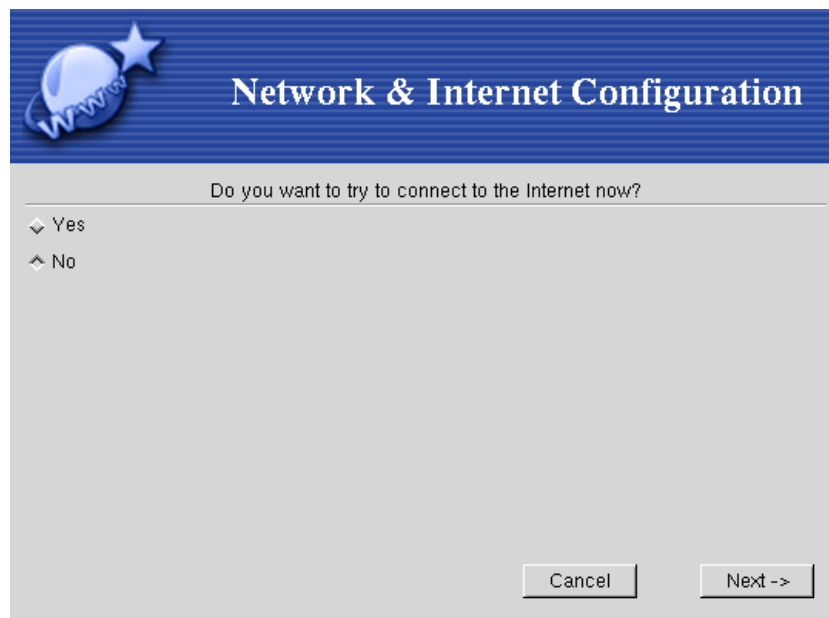 WWW
Network & Internet Configuration
Do you want to try to connect to the Internet now?
Yes
No
Cancel
Next ->